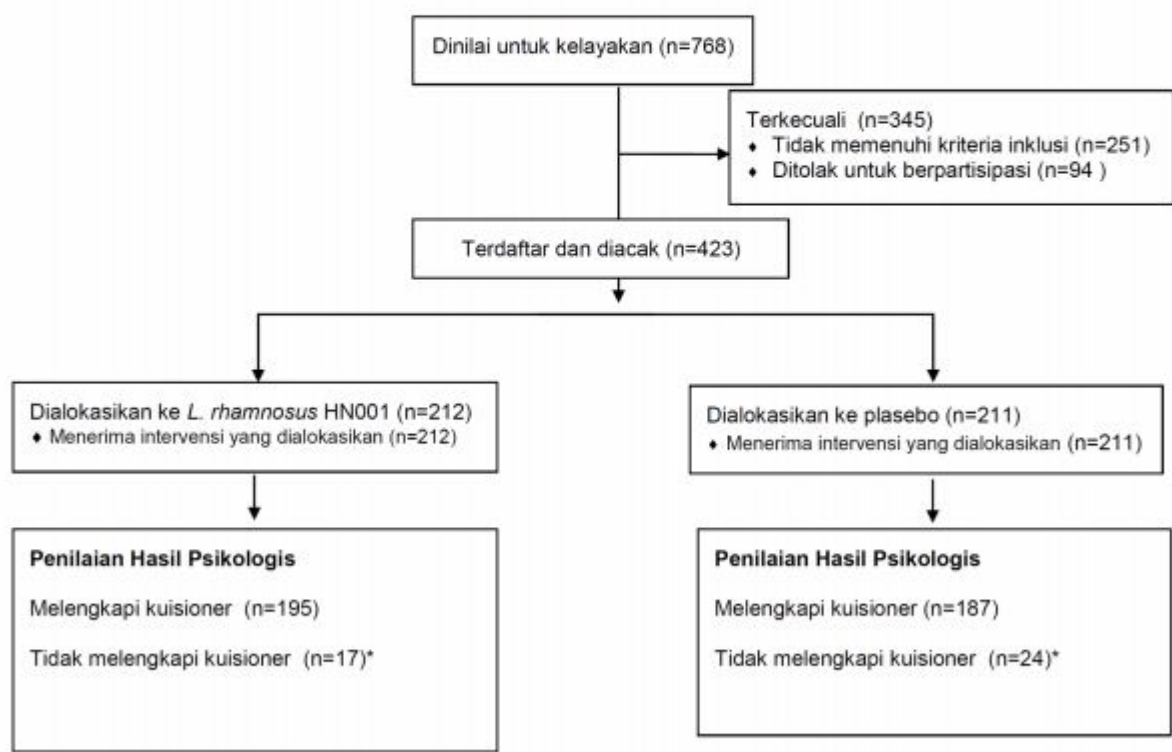 Dinilai untuk kelayakan (n=768)
Terkecuali (n=345)
♦ Tidak memenuhi kriteria inklusi (n=251)
♦ Ditolak untuk berpartisipasi (n=94 )
Terdaftar dan diacak (n=423)
Dialokasikan ke L. rhamnosus HN001 (n=212)
♦ Menerima intervensi yang dialokasikan (n=212)
Dialokasikan ke plasebo (n=211)
♦ Menerima intervensi yang dialokasikan (n=211)
Penilaian Hasil Psikologis
Melengkapi kuisioner (n=195)
Tidak melengkapi kuisioner (n=17)*
Penilaian Hasil Psikologis
Melengkapi kuisioner (n=187)
Tidak melengkapi kuisioner (n=24)*